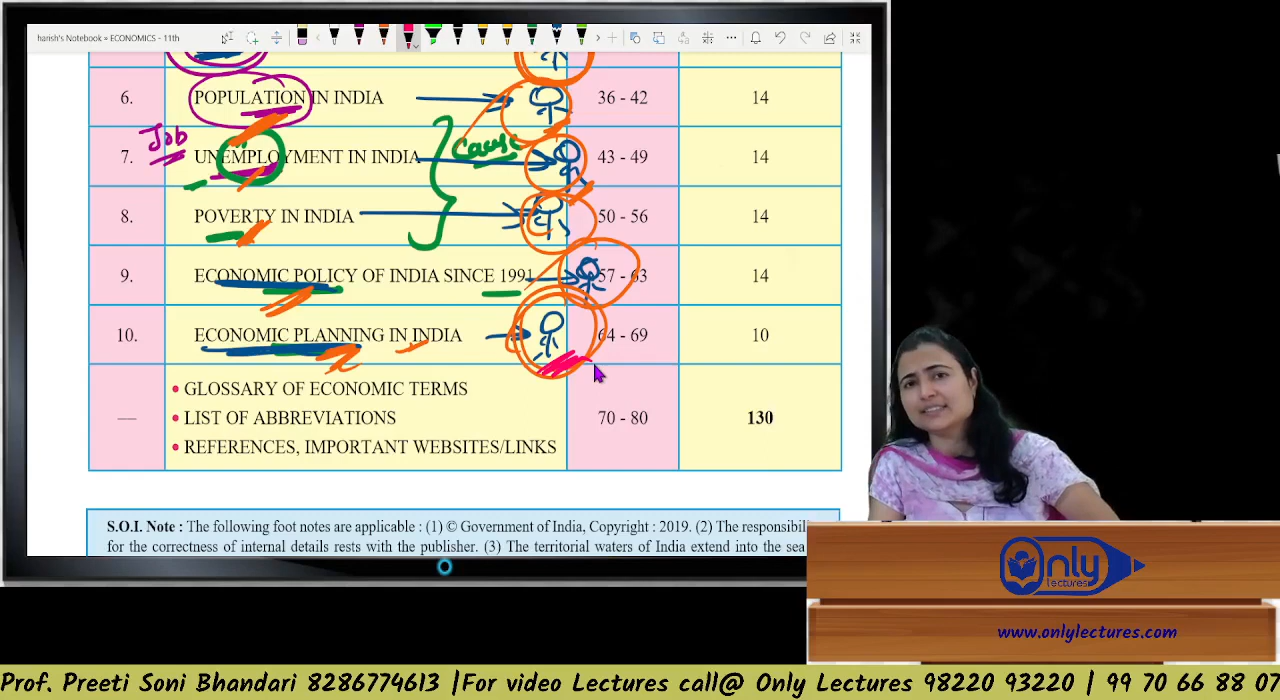 harish's Notebook » ECONOMICS - 11th
6. POPULATION IN INDIA 36 - 42 14
Job
7. UNEMPLOYMENT IN INDIA 43 - 49 14
cause
8. POVERTY IN INDIA 50 - 56 14
9. ECONOMIC POLICY OF INDIA SINCE 1991 57 - 63 14
10. ECONOMIC PLANNING IN INDIA 64 - 69 10
• GLOSSARY OF ECONOMIC TERMS
— • LIST OF ABBREVIATIONS 70 - 80 130
• REFERENCES, IMPORTANT WEBSITES/LINKS
S.O.I. Note : The following foot notes are applicable : (1) © Government of India, Copyright : 2019. (2) The responsibil
for the correctness of internal details rests with the publisher. (3) The territorial waters of India extend into the sea
Only
lectures
www.onlylectures.com
Prof. Preeti Soni Bhandari 8286774613 |For video Lectures call@ Only Lectures 98220 93220 | 99 70 66 88 07